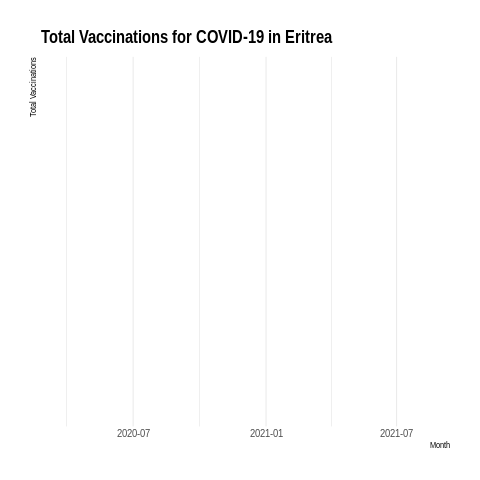 Total Vaccinations for COVID-19 in Eritrea
Total Vaccinations
2020-07 2021-01 2021-07
Month